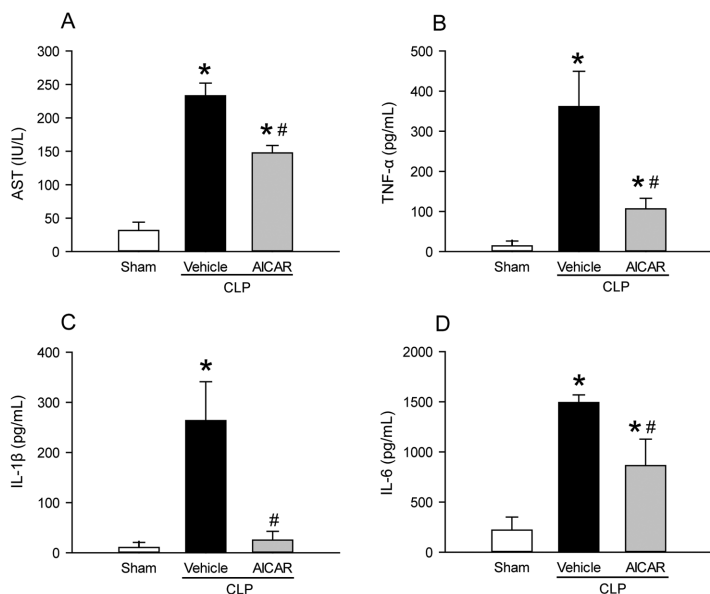 A
AST (IU/L)
300
250
200
150
100
50
0
*
* #
Sham
Vehicle
AICAR
CLP
B
TNF-α (pg/mL)
500
400
300
200
100
0
*
* #
Sham
Vehicle
AICAR
CLP
C
IL-1β (pg/mL)
400
300
200
100
0
*
#
Sham
Vehicle
AICAR
CLP
D
IL-6 (pg/mL)
2000
1500
1000
500
0
*
* #
Sham
Vehicle
AICAR
CLP